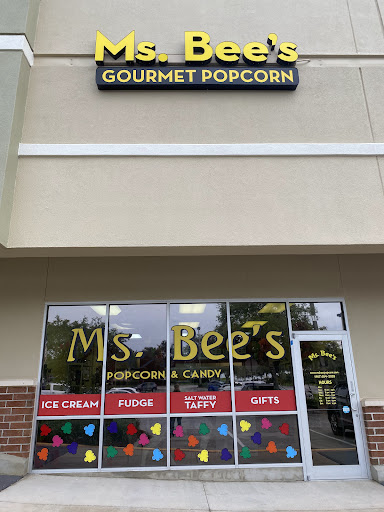 Ms. Bee's
GOURMET POPCORN
Ms. Bee's
POPCORN & CANDY
ICE CREAM
FUDGE
SALT WATER
TAFFY
GIFTS
Ms. Bee's
HOURS